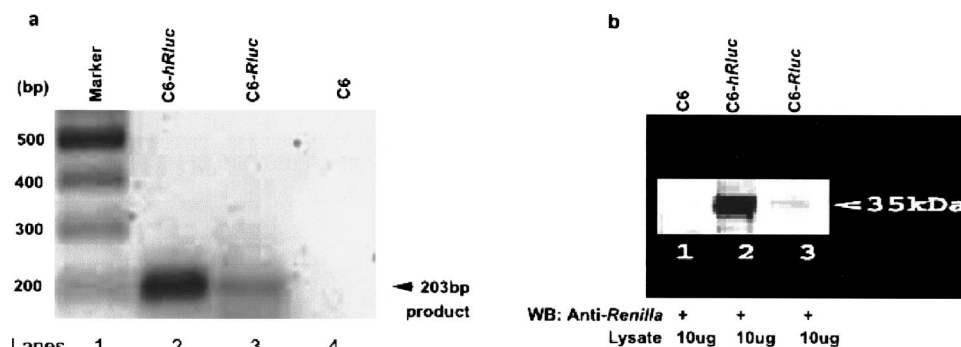 a
(bp)
Marker
C6-hRluc
C6-Rluc
C6
500
400
300
200
203bp
product
Lanes 1 2 3 4
b
C6
C6-hRluc
C6-Rluc
35kDa
1 2 3
WB: Anti-Renilla + + +
Lysate 10ug 10ug 10ug